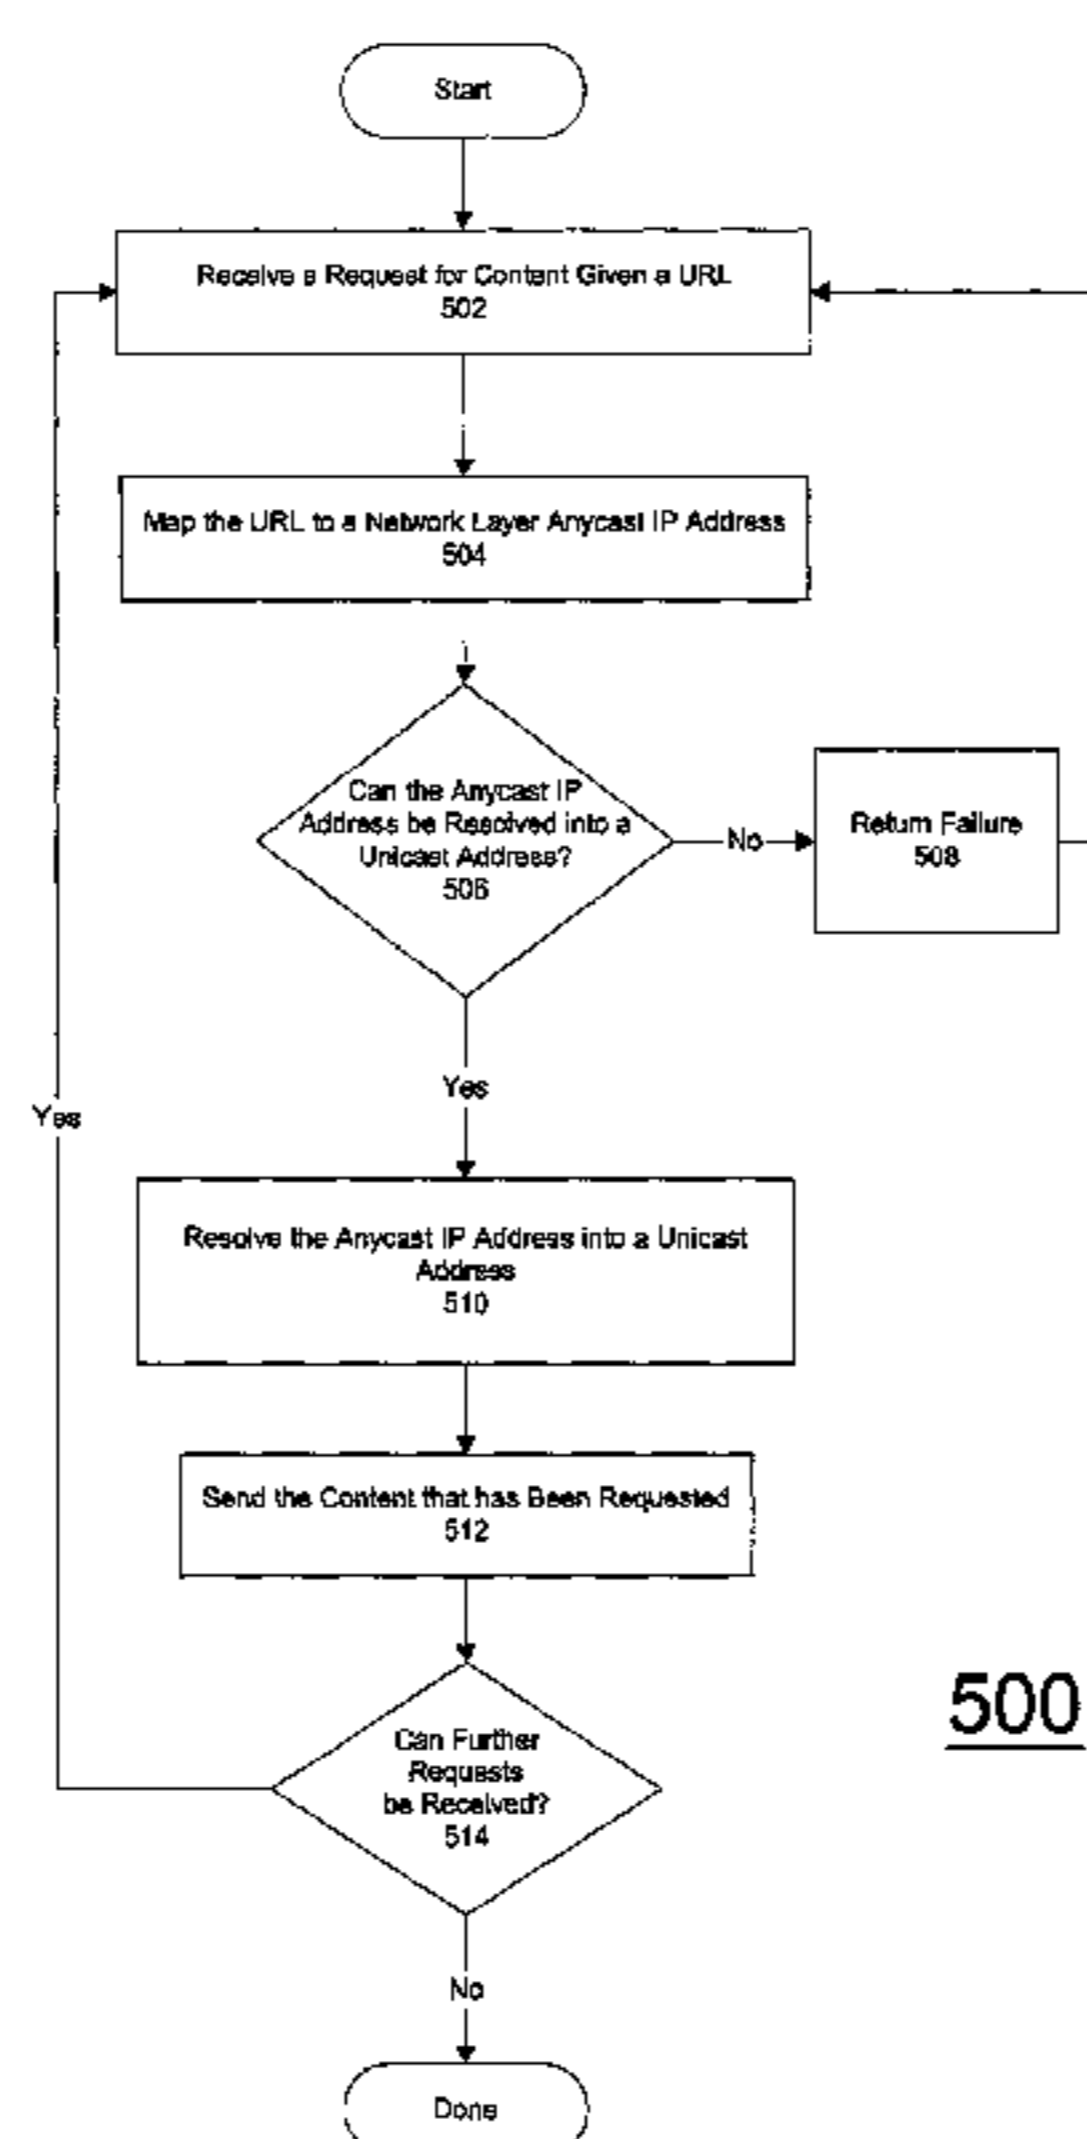 Start
Receive a Request for Content Given a URL
502
Map the URL to a Network Layer Anycast IP Address
504
Can the Anycast IP
Address be Resolved into a
Unicast Address?
506
No
Return Failure
508
Yes
Yes
Resolve the Anycast IP Address into a Unicast
Address
510
Send the Content that has Been Requested
512
Can Further
Requests
be Received?
514
500
No
Done